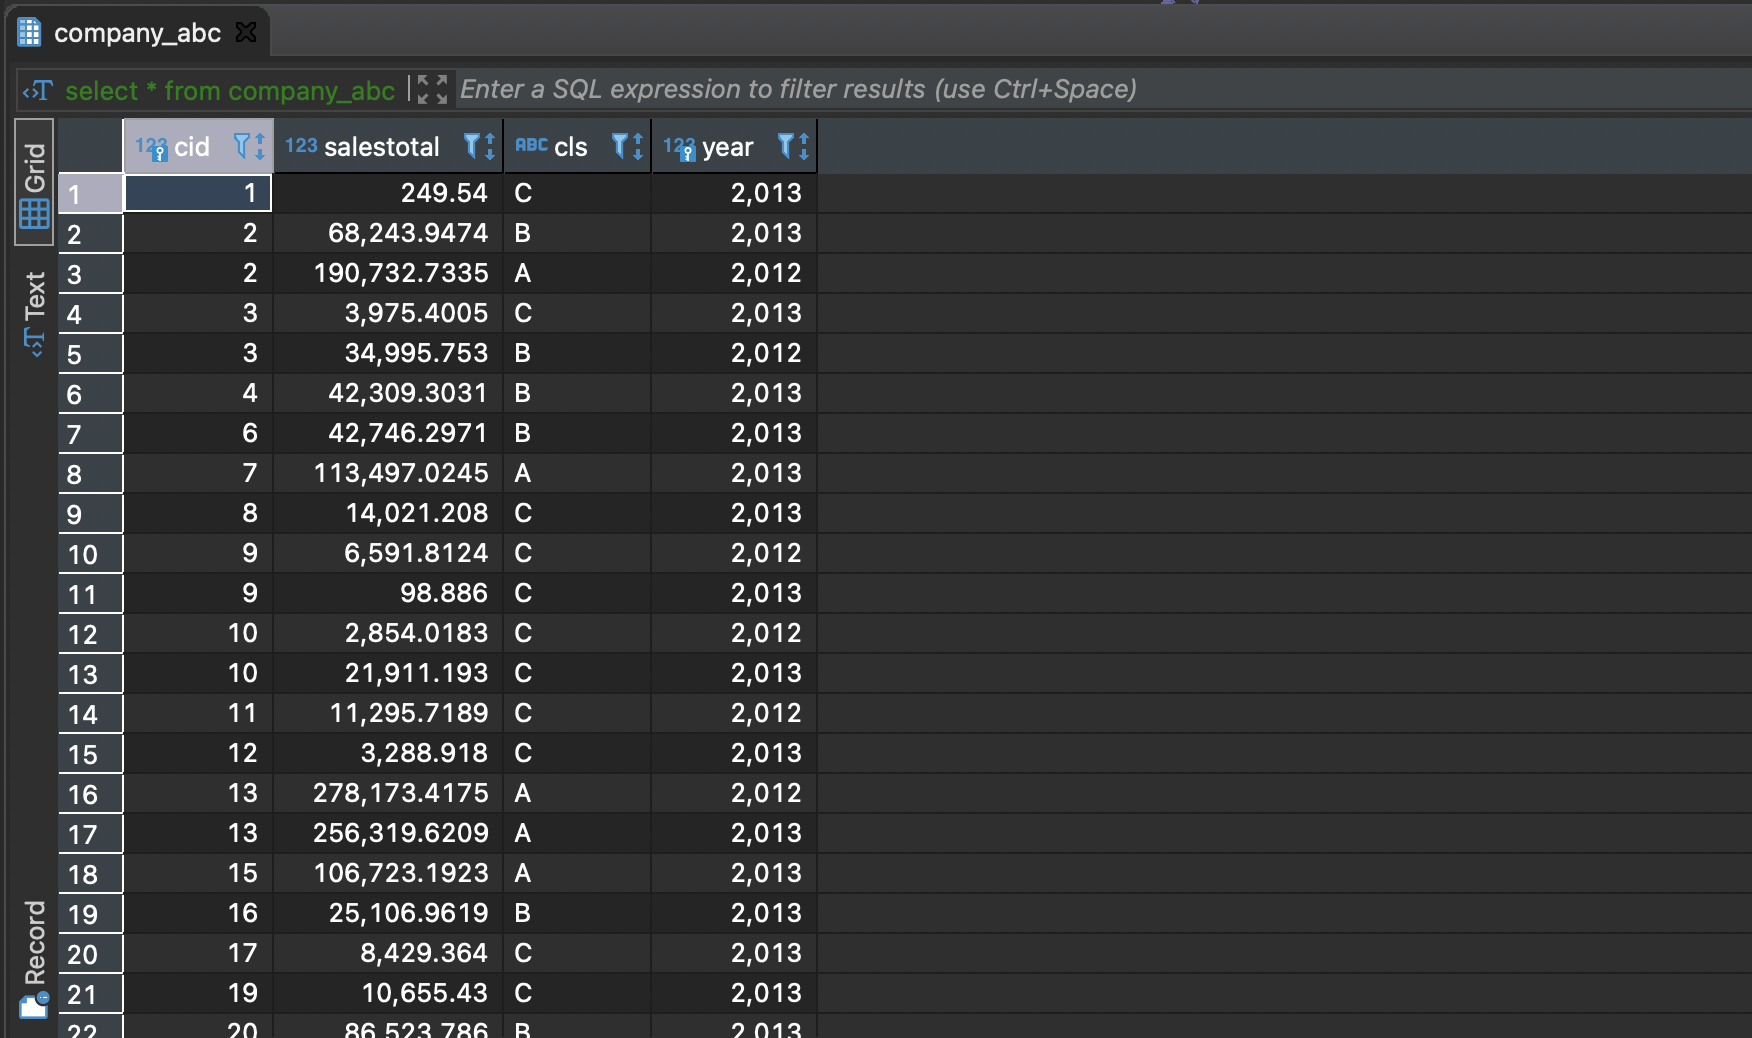 company_abc
select * from company_abc Enter a SQL expression to filter results (use Ctrl+Space)
Grid
Text
Record
123 cid 123 salestotal ABC cls 123 year
1 1 249.54 C 2,013
2 2 68,243.9474 B 2,013
3 2 190,732.7335 A 2,012
4 3 3,975.4005 C 2,013
5 3 34,995.753 B 2,012
6 4 42,309.3031 B 2,013
7 6 42,746.2971 B 2,013
8 7 113,497.0245 A 2,013
9 8 14,021.208 C 2,013
10 9 6,591.8124 C 2,012
11 9 98.886 C 2,013
12 10 2,854.0183 C 2,012
13 10 21,911.193 C 2,013
14 11 11,295.7189 C 2,012
15 12 3,288.918 C 2,013
16 13 278,173.4175 A 2,012
17 13 256,319.6209 A 2,013
18 15 106,723.1923 A 2,013
19 16 25,106.9619 B 2,013
20 17 8,429.364 C 2,013
21 19 10,655.43 C 2,013
22 20 86,523.786 B 2,013